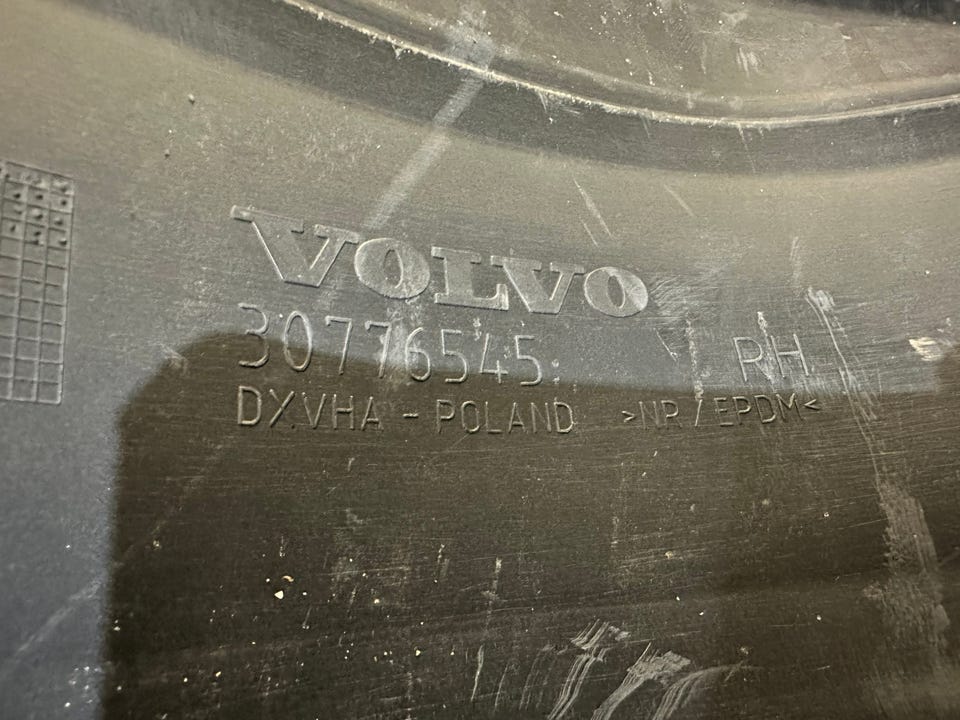 VOLVO
30776545 RH
DXVHA - POLAND >NR / EPDM<